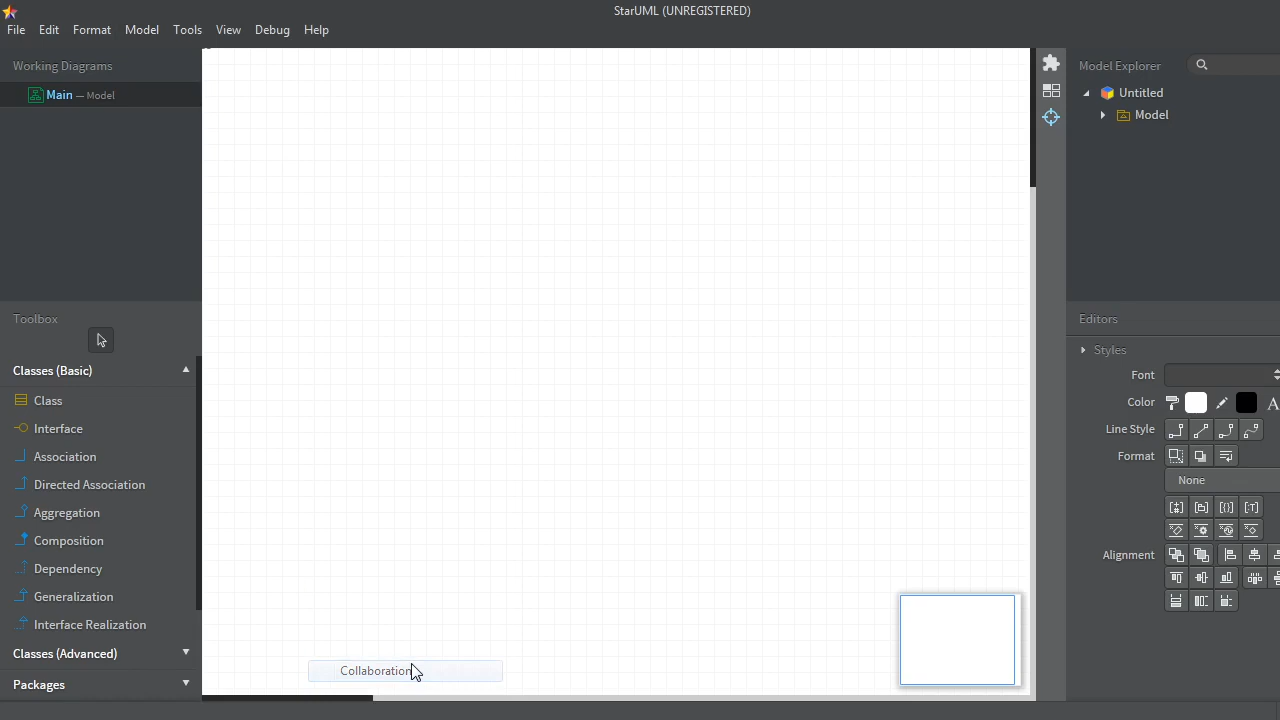 StarUML (UNREGISTERED)
File Edit Format Model Tools View Debug Help
Working Diagrams
Main — Model
Toolbox
Classes (Basic)
Class
Interface
Association
Directed Association
Aggregation
Composition
Dependency
Generalization
Interface Realization
Classes (Advanced)
Packages
Collaboration
Model Explorer
Untitled
Model
Editors
Styles
Font
Color
A
Line Style
Format
None
Alignment